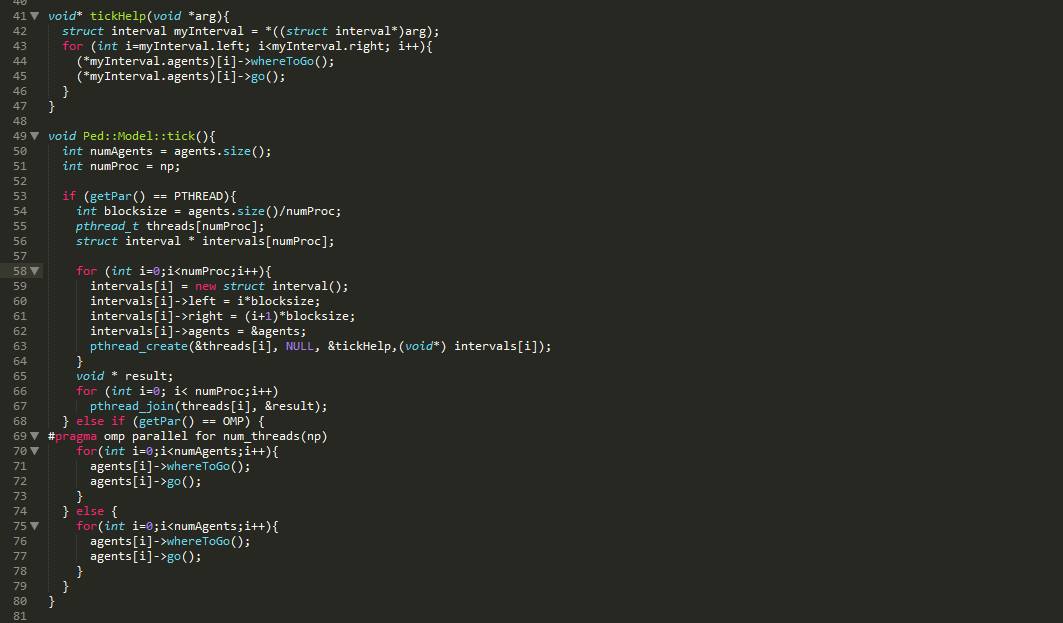 40
41 void* tickHelp(void *arg){
42 struct interval myInterval = *((struct interval*)arg);
43 for (int i=myInterval.left; i<myInterval.right; i++){
44 (*myInterval.agents)[i]->whereToGo();
45 (*myInterval.agents)[i]->go();
46 }
47 }
48
49 void Ped::Model::tick(){
50 int numAgents = agents.size();
51 int numProc = np;
52
53 if (getPar() == PTHREAD){
54 int blocksize = agents.size()/numProc;
55 pthread_t threads[numProc];
56 struct interval * intervals[numProc];
57
58 for (int i=0;i<numProc;i++){
59 intervals[i] = new struct interval();
60 intervals[i]->left = i*blocksize;
61 intervals[i]->right = (i+1)*blocksize;
62 intervals[i]->agents = &agents;
63 pthread_create(&threads[i], NULL, &tickHelp,(void*) intervals[i]);
64 }
65 void * result;
66 for (int i=0; i< numProc;i++)
67 pthread_join(threads[i], &result);
68 } else if (getPar() == OMP) {
69 #pragma omp parallel for num_threads(np)
70 for(int i=0;i<numAgents;i++){
71 agents[i]->whereToGo();
72 agents[i]->go();
73 }
74 } else {
75 for(int i=0;i<numAgents;i++){
76 agents[i]->whereToGo();
77 agents[i]->go();
78 }
79 }
80 }
81